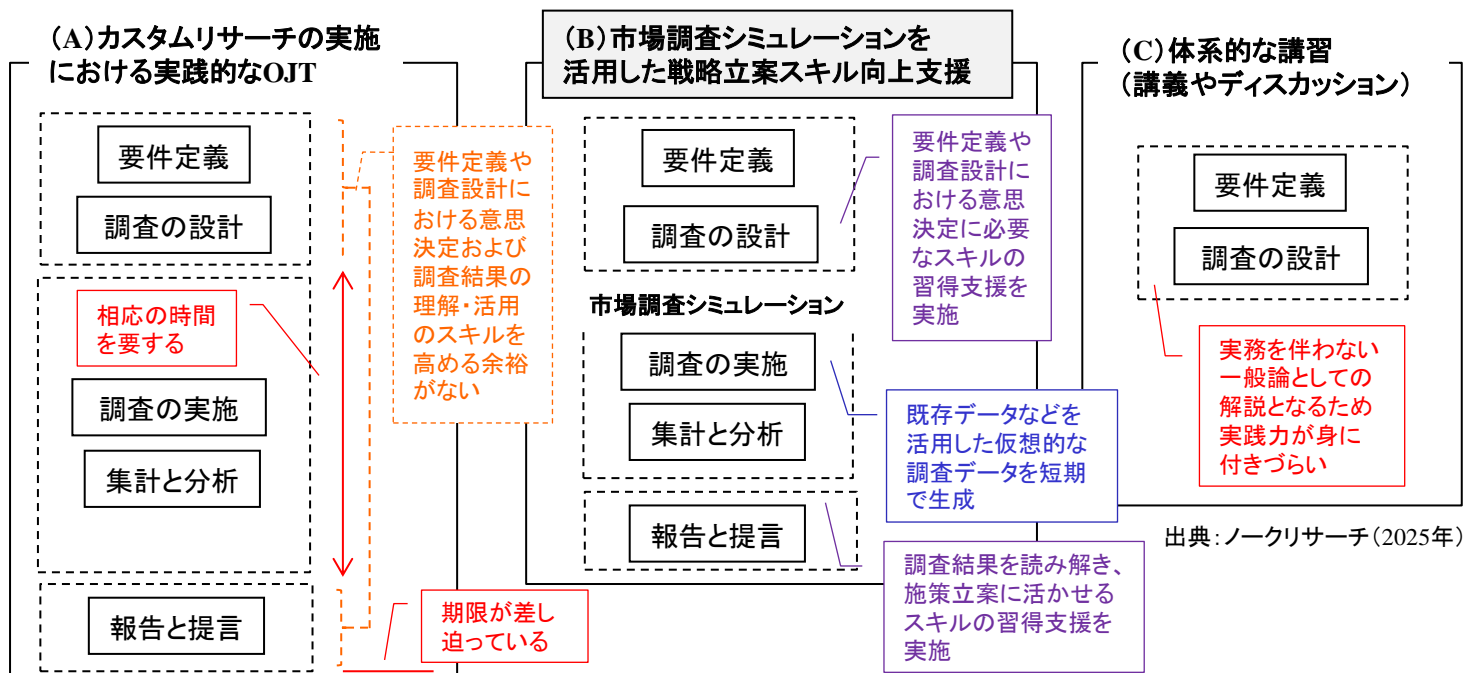 （A）カスタムリサーチの実施
における実践的なOJT
要件定義
調査の設計
相応の時間
を要する
調査の実施
集計と分析
報告と提言
要件定義や
調査設計に
おける意思
決定および
調査結果の
理解・活用
のスキルを
高める余裕
がない
期限が差し
迫っている
（B）市場調査シミュレーションを
活用した戦略立案スキル向上支援
要件定義
調査の設計
要件定義や
調査設計に
おける意思
決定に必要
なスキルの
習得支援を
実施
市場調査シミュレーション
調査の実施
集計と分析
既存データなどを
活用した仮想的な
調査データを短期
で生成
報告と提言
調査結果を読み解き、
施策立案に活かせる
スキルの習得支援を
実施
（C）体系的な講習
（講義やディスカッション）
要件定義
調査の設計
実務を伴わない
一般論としての
解説となるため
実践力が身に
付きづらい
出典：ノークリサーチ（2025年）